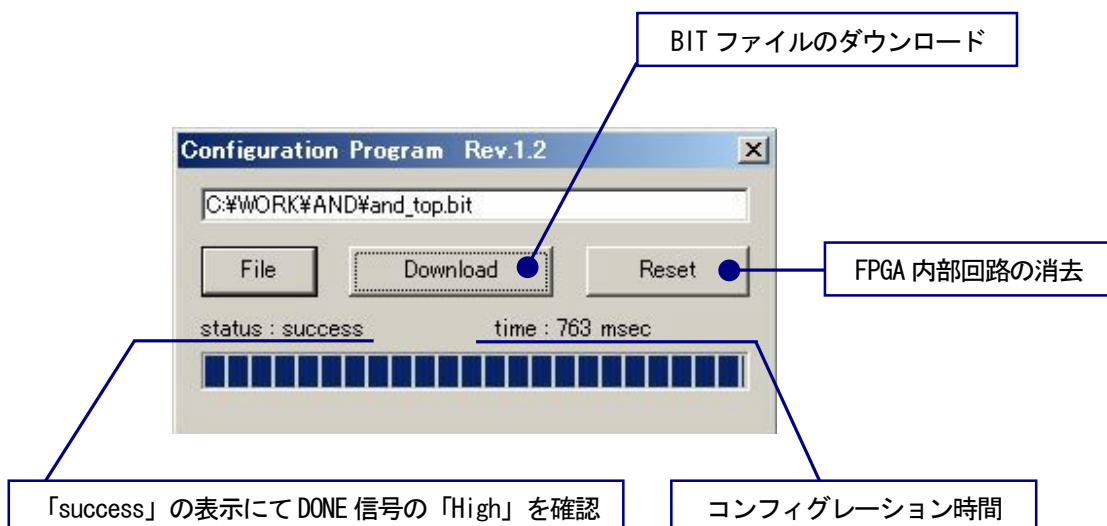 BIT ファイルのダウンロード
Configuration Program Rev.1.2
C:¥WORK¥AND¥and_top.bit
File Download Reset
FPGA 内部回路の消去
status : success time : 763 msec
「success」の表示にて DONE 信号の「High」を確認
コンフィグレーション時間